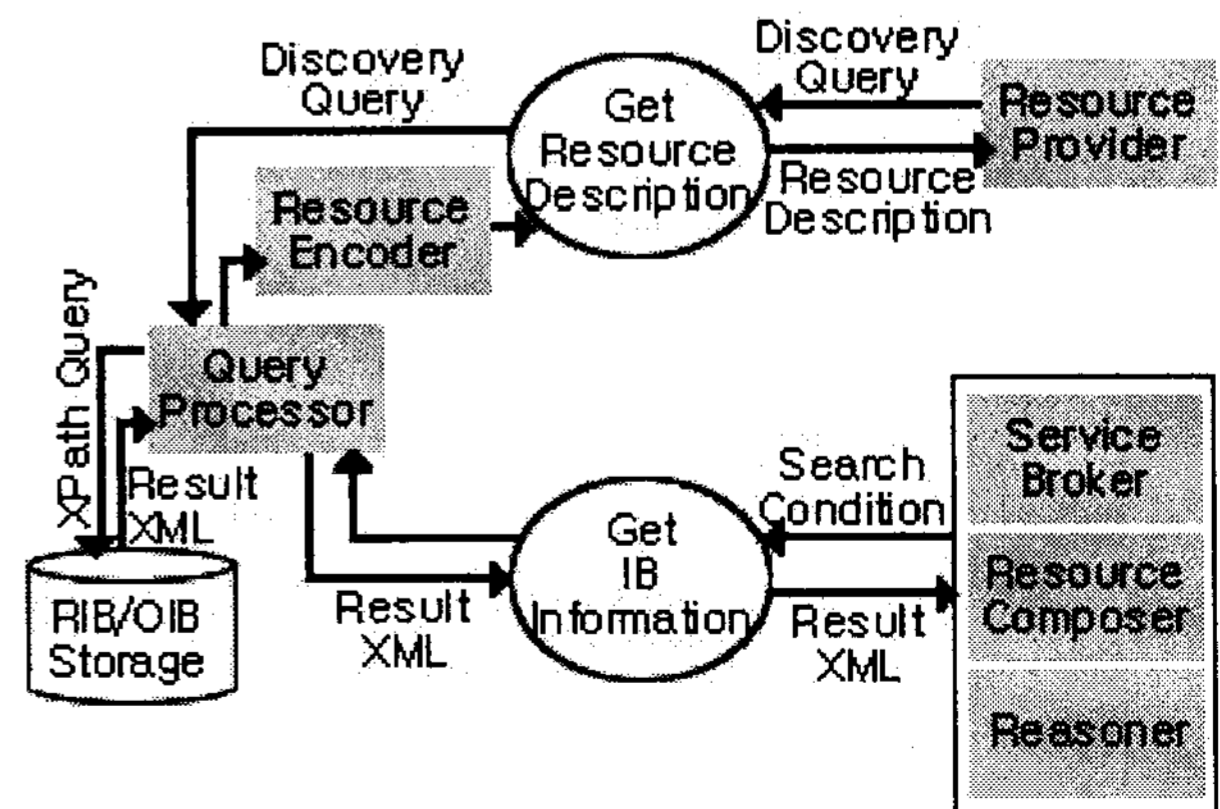 Discovery
Query
Discovery
Query
Get
Resource
Description
Resource
Provider
Resource
Description
Resource
Encoder
XPath Query
Query
Processor
Result
XML
RIB/OIB
Storage
Result
XML
Get
IB
Information
Search
Condition
Result
XML
Service
Broker
Resource
Composer
Reasoner